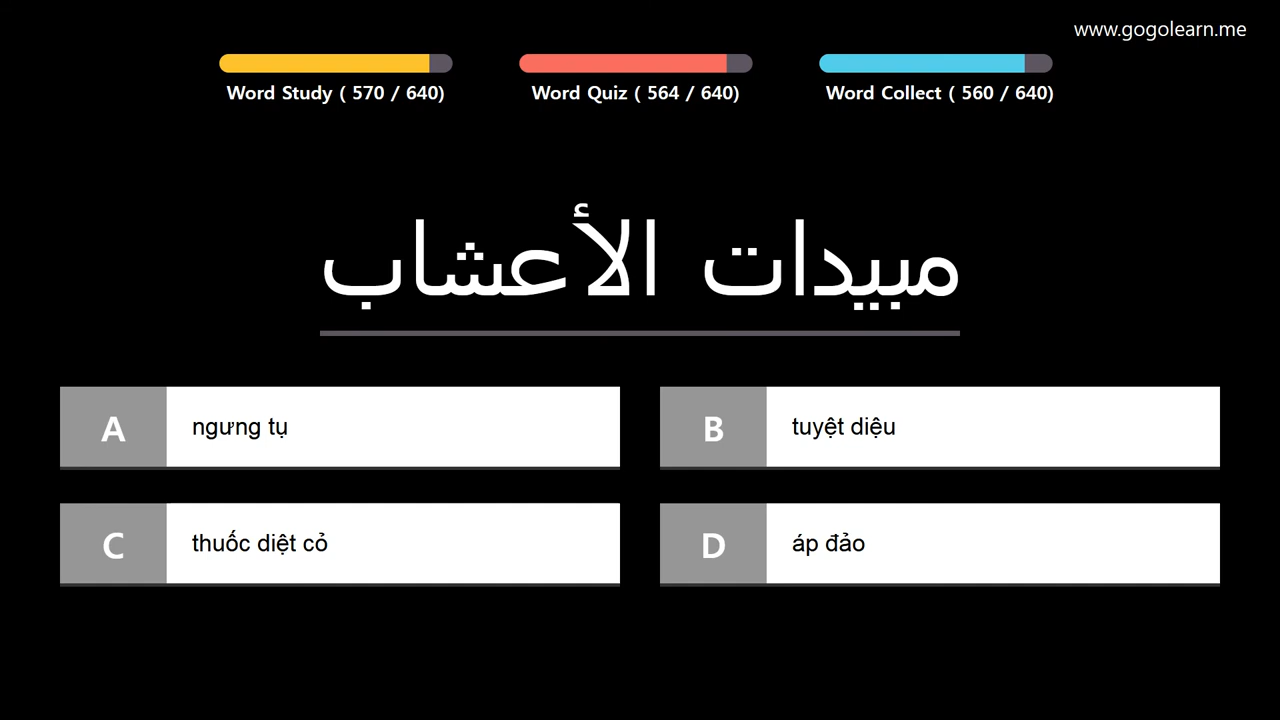 www.gogolearn.me
Word Study ( 570 / 640)
Word Quiz ( 564 / 640)
Word Collect ( 560 / 640)
مبيدات الأعشاب
A ngưng tụ
B tuyệt diệu
C thuốc diệt cỏ
D áp đảo